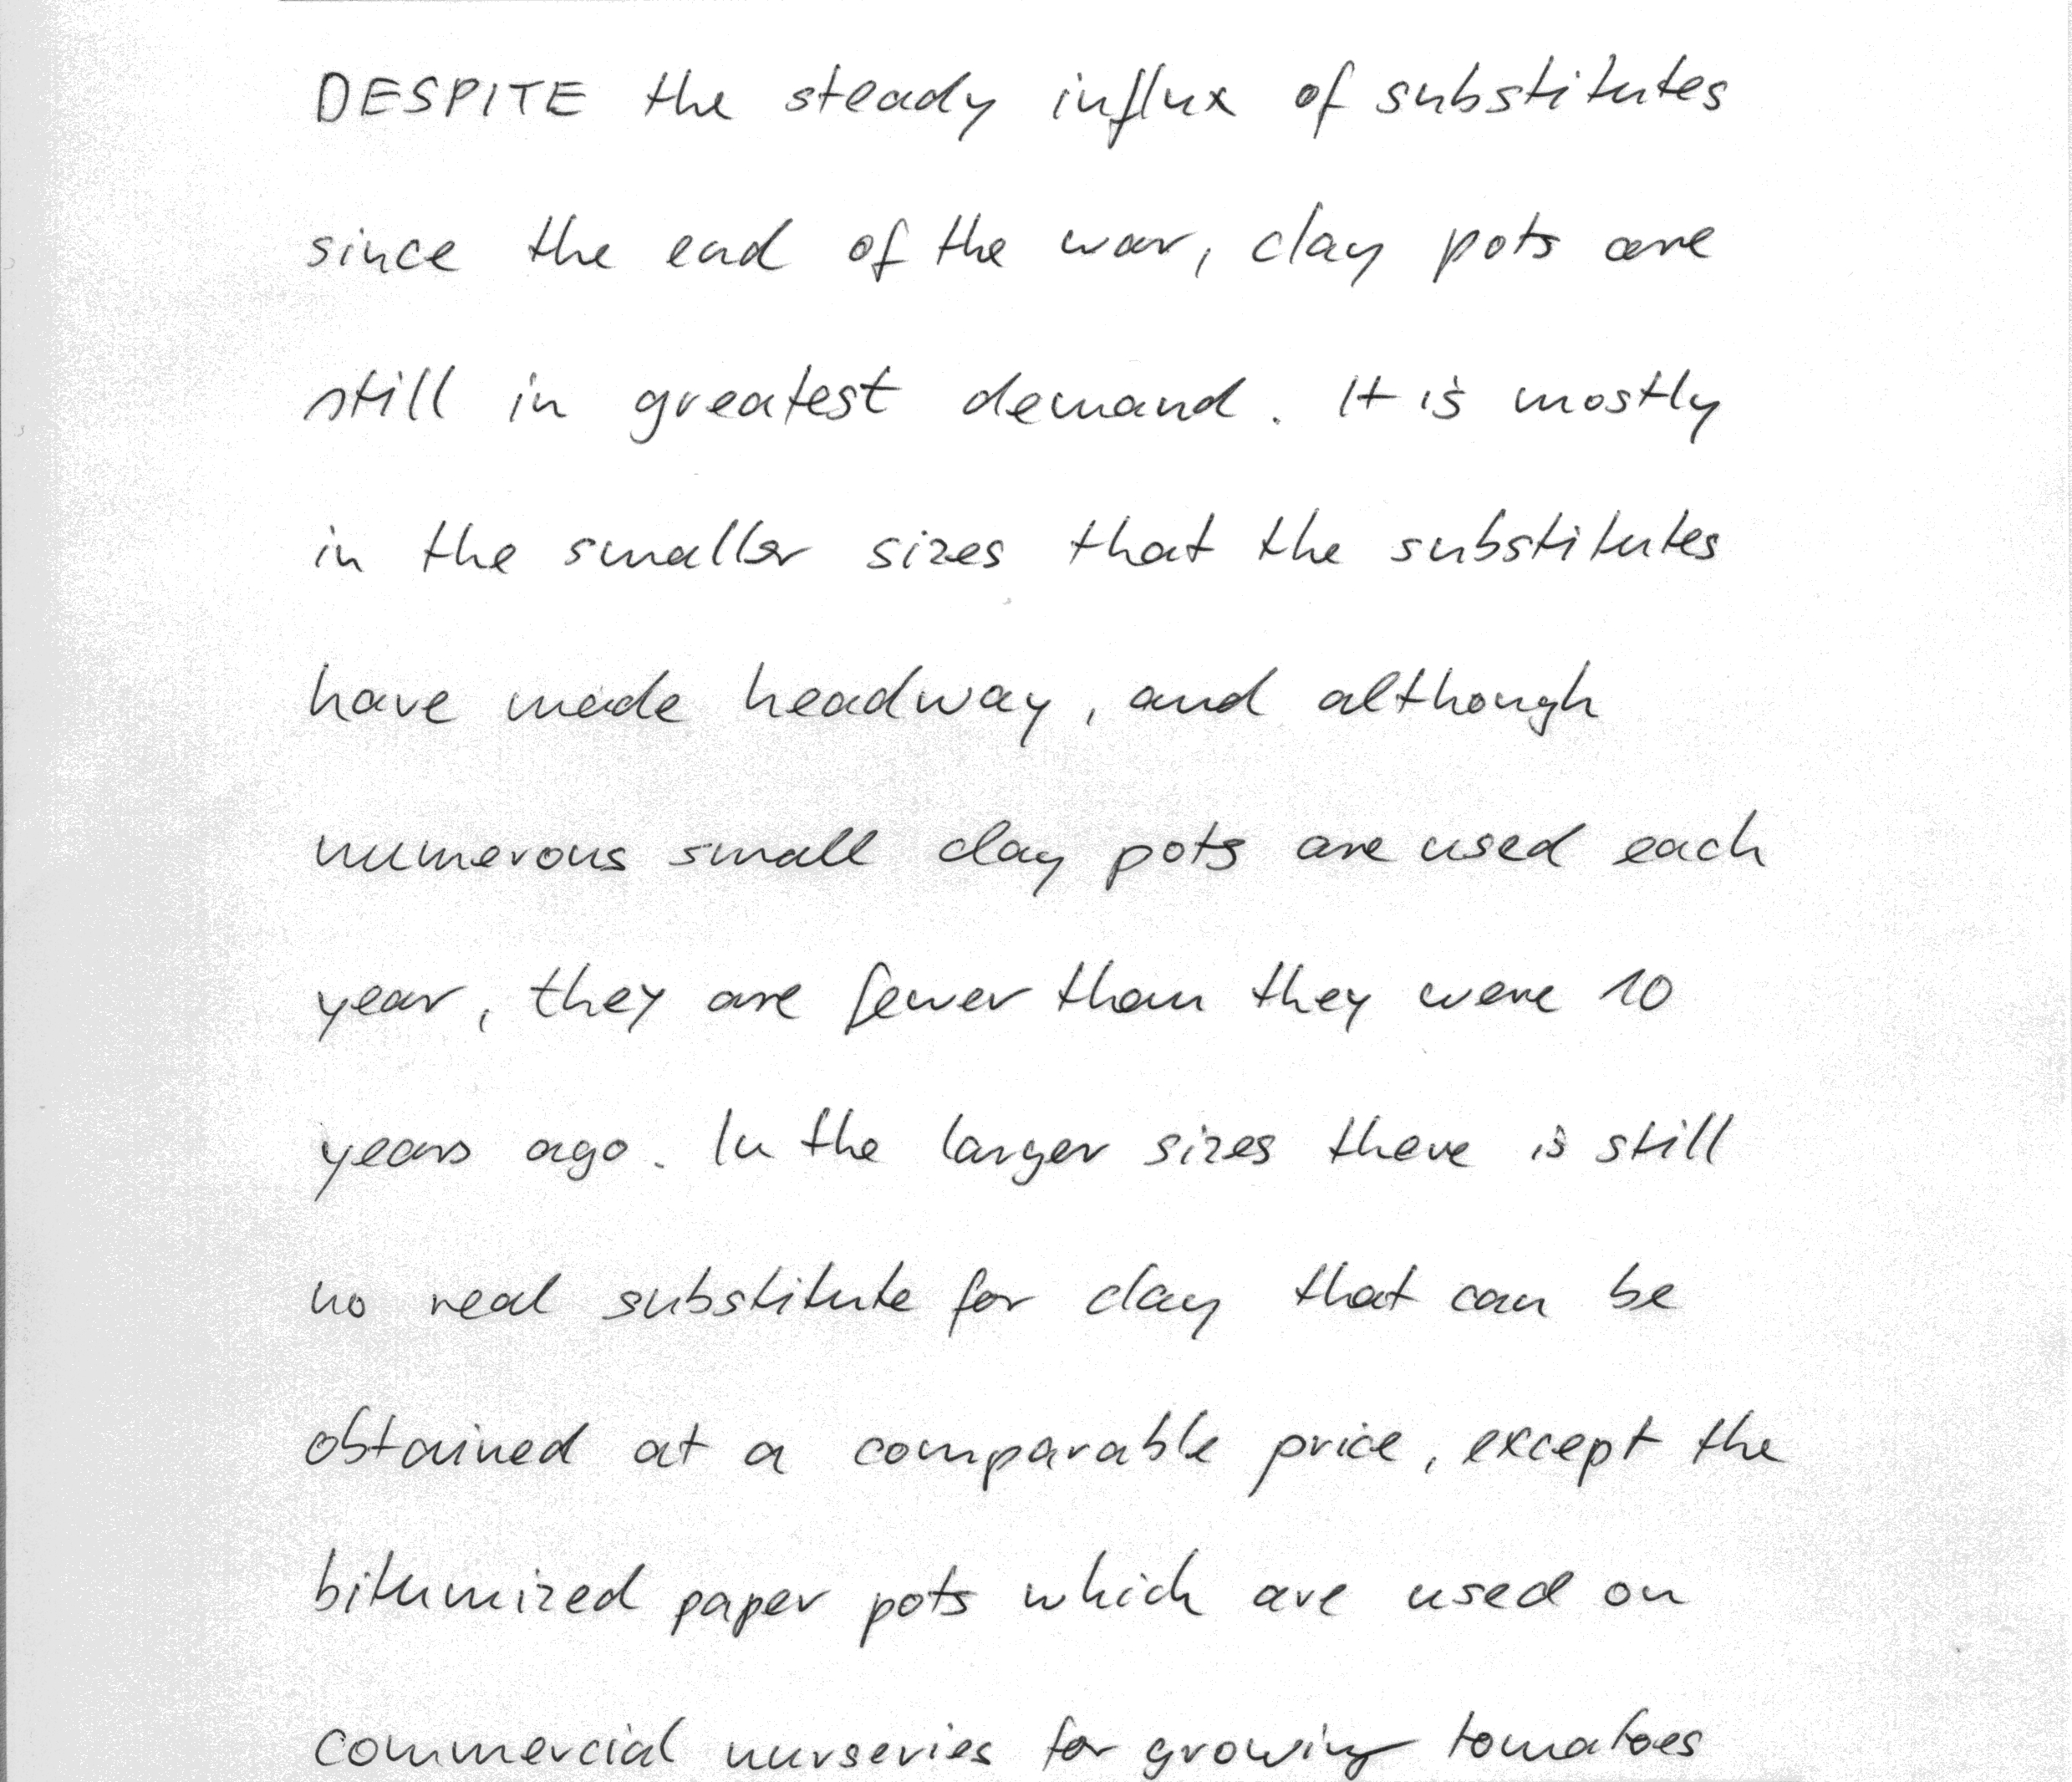 DESPITE the steady influx of substitutes
since the end of the war, clay pots are
still in greatest demand. It is mostly
in the smaller sizes that the substitutes
have made headway, and although
numerous small clay pots are used each
year, they are fewer than they were 10
years ago. In the larger sizes there is still
no real substitute for clay that can be
obtained at a comparable price, except the
bitumized paper pots which are used on
commercial nurseries for growing tomatoes